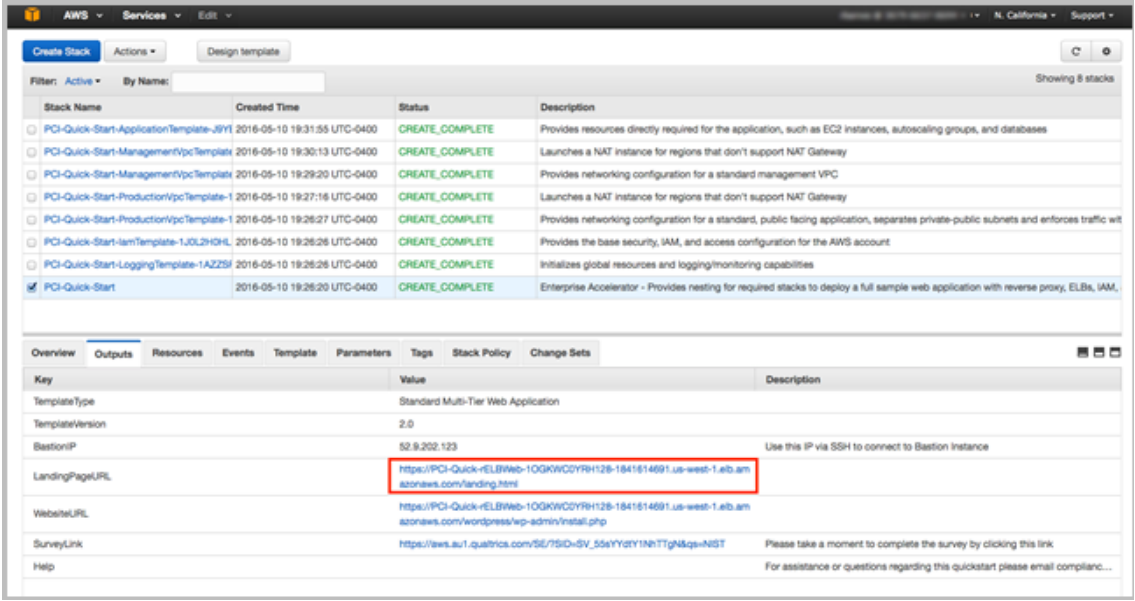 AWS Services Edit N. California Support
Create Stack Actions Design template
Filter: Active By Name: Showing 8 stacks
Stack Name Created Time Status Description
PCI-Quick-Start-ApplicationTemplate-J9YE 2016-05-10 19:31:55 UTC-0400 CREATE_COMPLETE Provides resources directly required for the application, such as EC2 instances, autoscaling groups, and databases
PCI-Quick-Start-ManagementVpcTemplate 2016-05-10 19:30:13 UTC-0400 CREATE_COMPLETE Launches a NAT instance for regions that don't support NAT Gateway
PCI-Quick-Start-ManagementVpcTemplate 2016-05-10 19:29:20 UTC-0400 CREATE_COMPLETE Provides networking configuration for a standard management VPC
PCI-Quick-Start-ProductionVpcTemplate-1 2016-05-10 19:27:16 UTC-0400 CREATE_COMPLETE Launches a NAT instance for regions that don't support NAT Gateway
PCI-Quick-Start-ProductionVpcTemplate-1 2016-05-10 19:26:27 UTC-0400 CREATE_COMPLETE Provides networking configuration for a standard, public facing application, separates private-public subnets and enforces traffic wit
PCI-Quick-Start-IamTemplate-1J0L2H0HL 2016-05-10 19:26:26 UTC-0400 CREATE_COMPLETE Provides the base security, IAM, and access configuration for the AWS account
PCI-Quick-Start-LoggingTemplate-1AZZSF 2016-05-10 19:26:26 UTC-0400 CREATE_COMPLETE Initializes global resources and logging/monitoring capabilities
PCI-Quick-Start 2016-05-10 19:26:20 UTC-0400 CREATE_COMPLETE Enterprise Accelerator - Provides nesting for required stacks to deploy a full sample web application with reverse proxy, ELBs, IAM,
Overview Outputs Resources Events Template Parameters Tags Stack Policy Change Sets
Key Value Description
TemplateType Standard Multi-Tier Web Application
TemplateVersion 2.0
BastionIP 52.9.202.123 Use this IP via SSH to connect to Bastion Instance
LandingPageURL https://PCI-Quick-rELBWeb-1OGKWC0YRH128-1841614691.us-west-1.elb.am
azonaws.com/landing.html
WebsiteURL https://PCI-Quick-rELBWeb-1OGKWC0YRH128-1841614691.us-west-1.elb.am
azonaws.com/wordpress/wp-admin/install.php
SurveyLink https://aws.au1.qualtrics.com/SE/?SID=SV_55sYYdtY1NhTTgN&qs=NIST Please take a moment to complete the survey by clicking this link
Help For assistance or questions regarding this quickstart please email complianc...